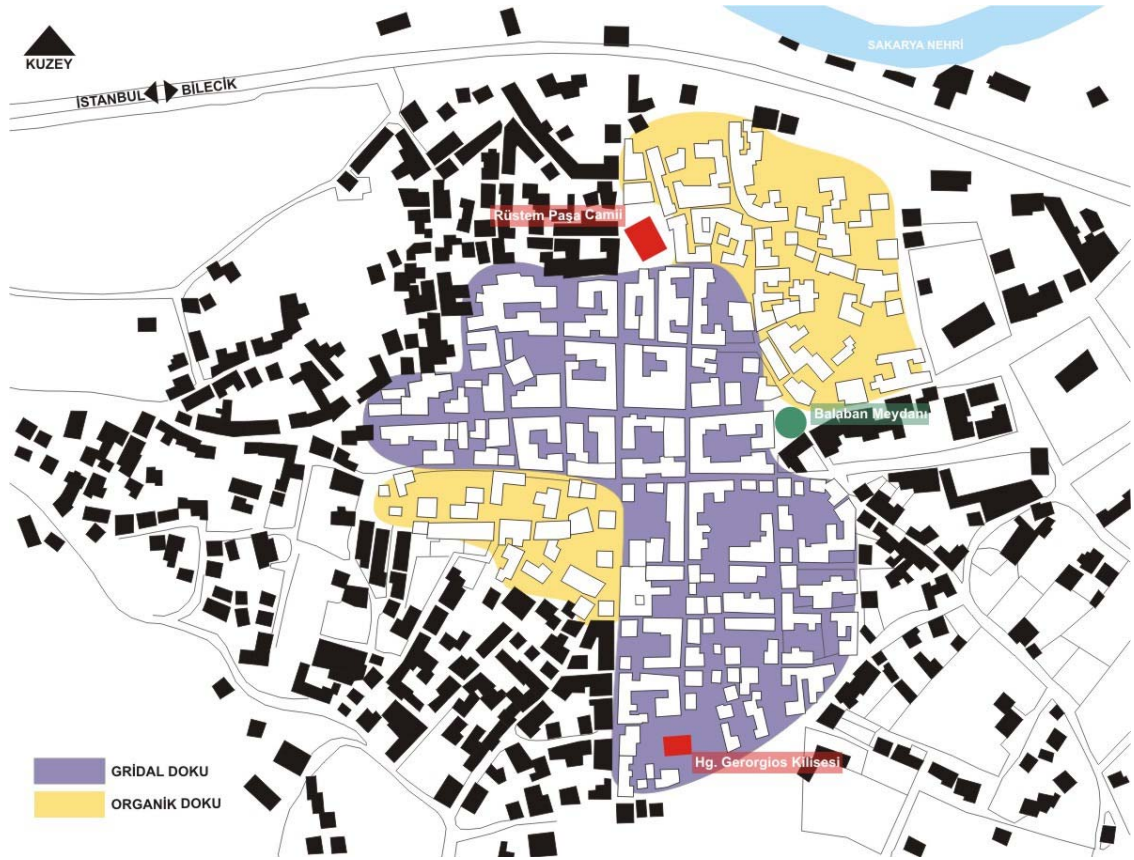 SAKARYA NEHRİ
KUZEY
İSTANBUL BİLECİK
Rüstem Paşa Camii
Balaban Meydanı
Hg. Gerorgios Kilisesi
GRİDAL DOKU
ORGANİK DOKU